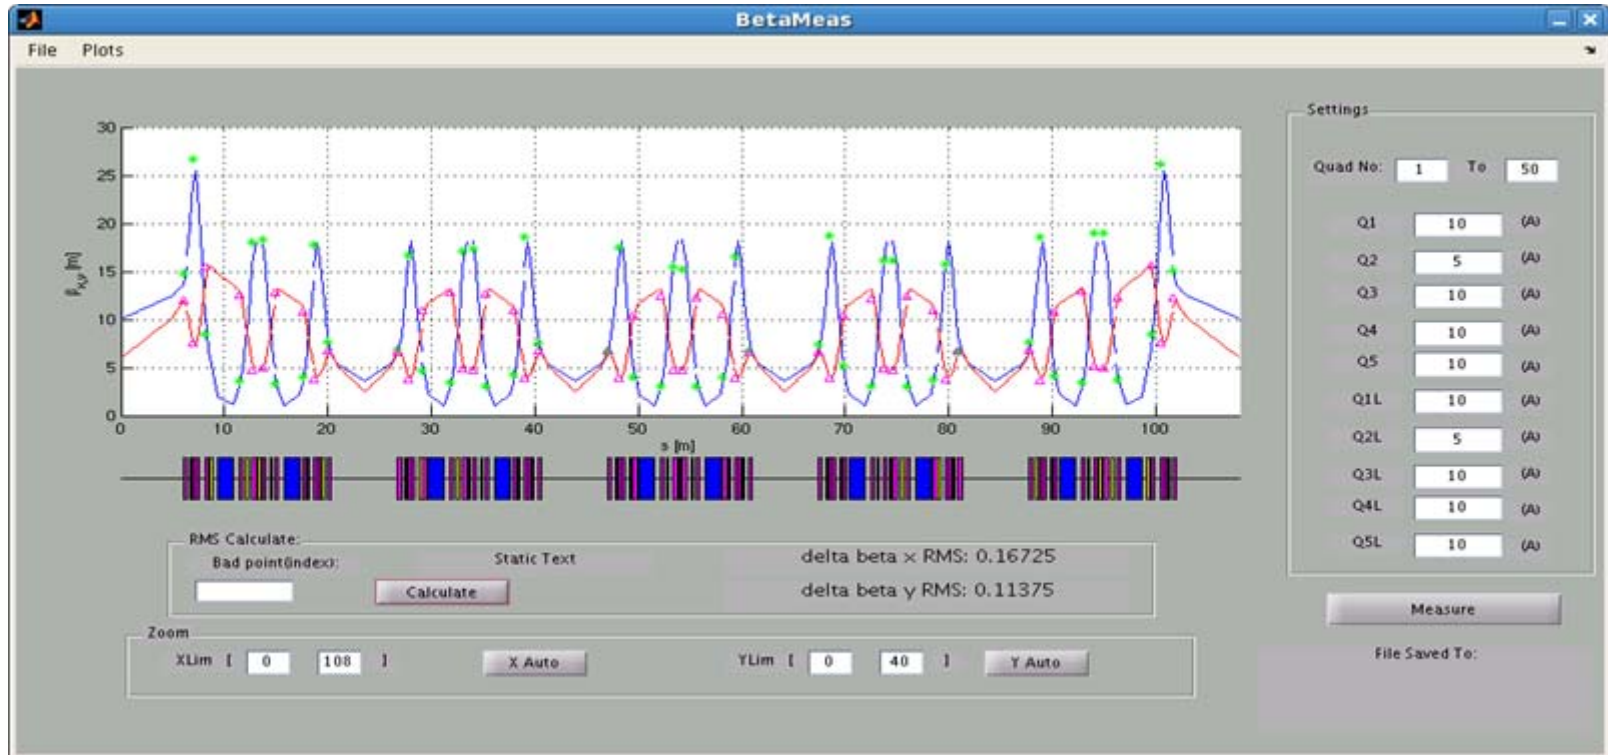 BetaMeas
File Plots
30
25
20
15
10
5
0
βx,y [m]
0 10 20 30 40 50 60 70 80 90 100
s [m]
Settings
Quad No: 1 To 50
Q1 10 (A)
Q2 5 (A)
Q3 10 (A)
Q4 10 (A)
Q5 10 (A)
Q1L 10 (A)
Q2L 5 (A)
Q3L 10 (A)
Q4L 10 (A)
Q5L 10 (A)
Measure
File Saved To:
RMS Calculate:
Bad point(index): Static Text delta beta x RMS: 0.16725
Calculate delta beta y RMS: 0.11375
Zoom
XLim [ 0 108 ] X Auto YLim [ 0 40 ] Y Auto